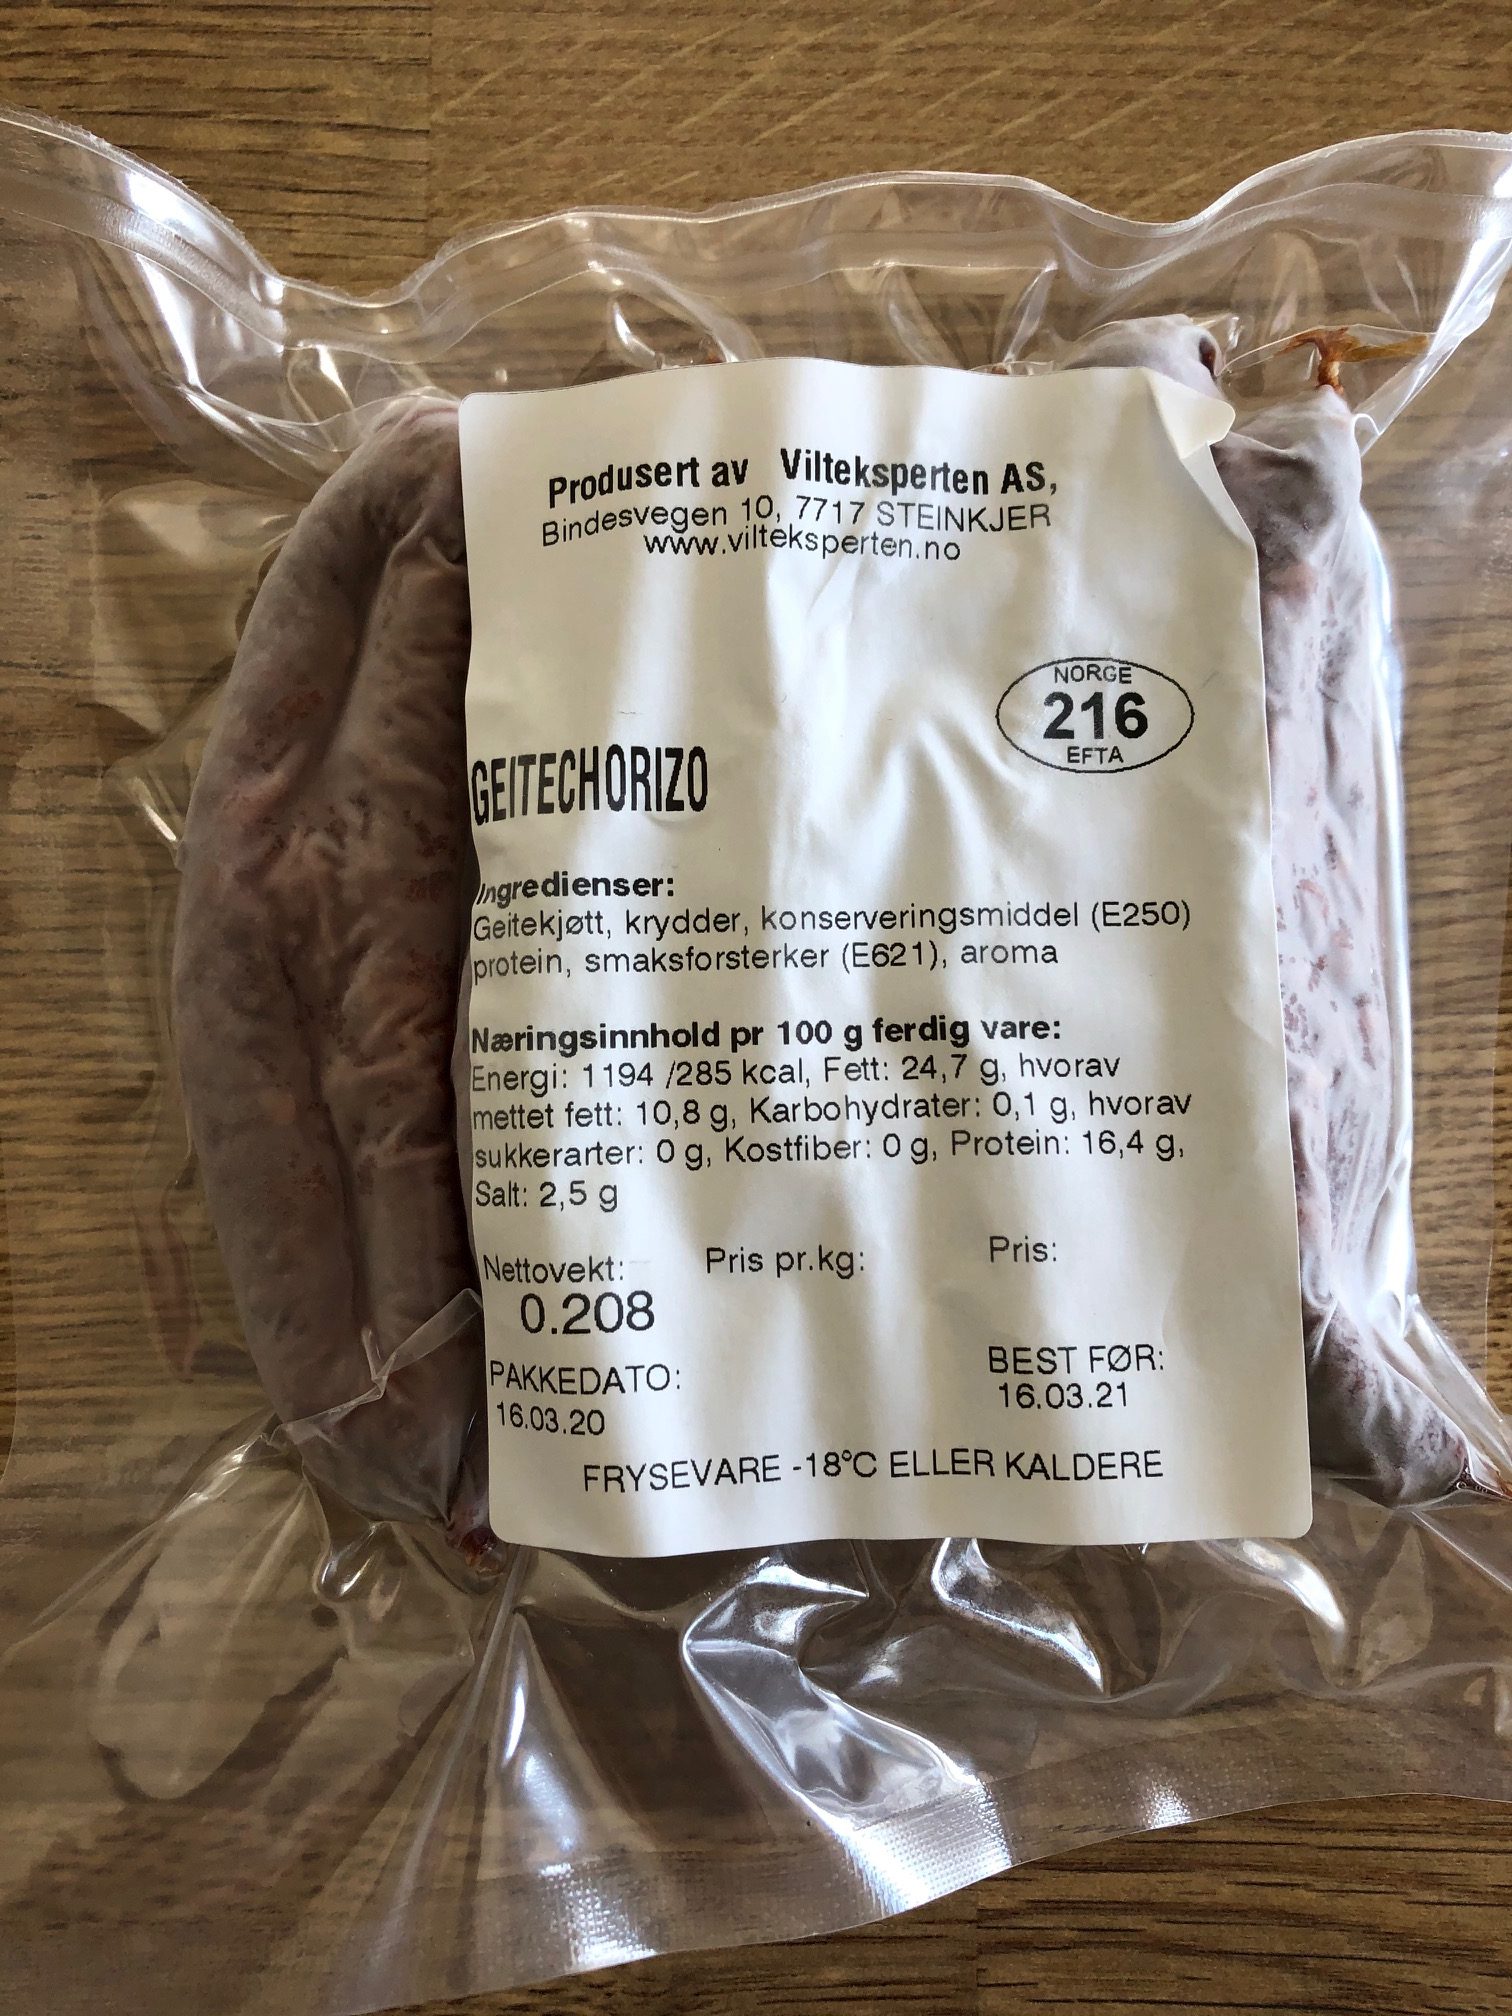 Produsert av Vilteksperten AS,
Bindesvegen 10, 7717 STEINKJER
www.vilteksperten.no
NORGE
216
EFTA
GEITECHORIZO
Ingredienser:
Geitekjøtt, krydder, konserveringsmiddel (E250)
protein, smaksforsterker (E621), aroma
Næringsinnhold pr 100 g ferdig vare:
Energi: 1194 /285 kcal, Fett: 24,7 g, hvorav
mettet fett: 10,8 g, Karbohydrater: 0,1 g, hvorav
sukkerarter: 0 g, Kostfiber: 0 g, Protein: 16,4 g,
Salt: 2,5 g
Nettovekt: Pris pr.kg: Pris:
0.208
PAKKEDATO: BEST FØR:
16.03.20 16.03.21
FRYSEVARE -18°C ELLER KALDERE